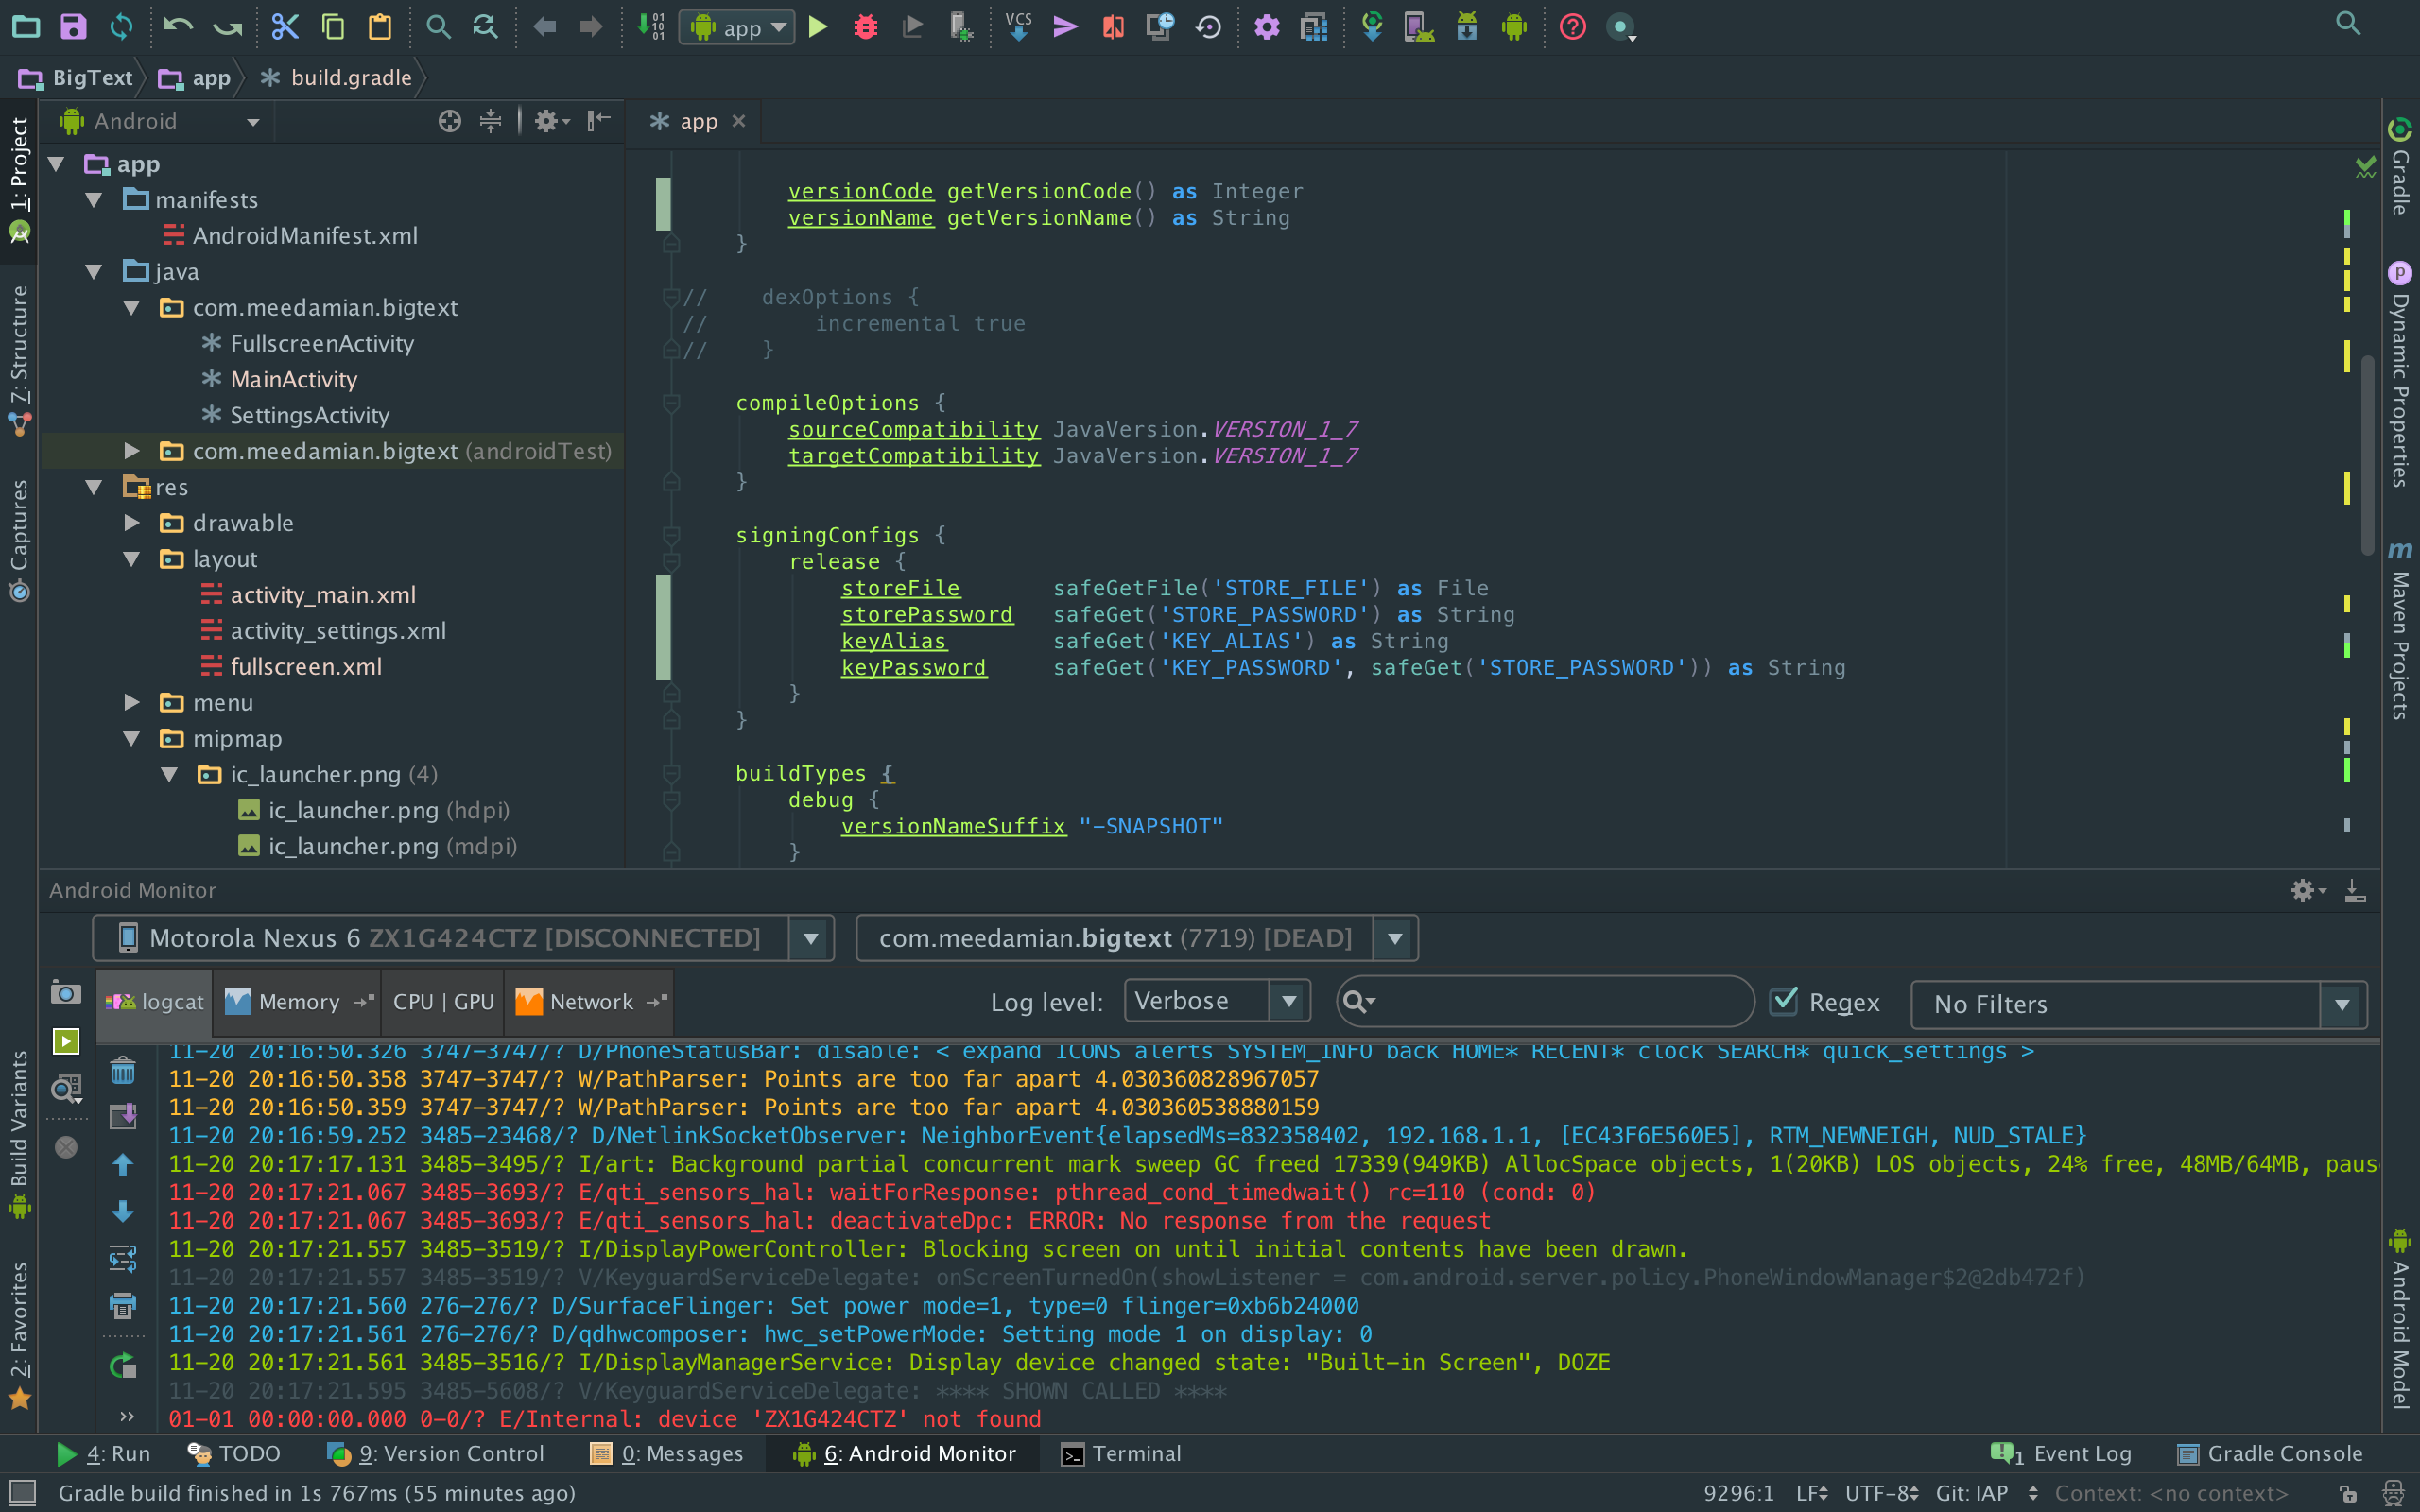 VCS
app
BigText app build.gradle
1: Project
7: Structure
Captures
Build Variants
2: Favorites
Android
app
manifests
AndroidManifest.xml
java
com.meedamian.bigtext
FullscreenActivity
MainActivity
SettingsActivity
com.meedamian.bigtext (androidTest)
res
drawable
layout
activity_main.xml
activity_settings.xml
fullscreen.xml
menu
mipmap
ic_launcher.png (4)
ic_launcher.png (hdpi)
ic_launcher.png (mdpi)
app
versionCode getVersionCode() as Integer
versionName getVersionName() as String
}
// dexOptions {
// incremental true
// }
compileOptions {
sourceCompatibility JavaVersion.VERSION_1_7
targetCompatibility JavaVersion.VERSION_1_7
}
signingConfigs {
release {
storeFile safeGetFile('STORE_FILE') as File
storePassword safeGet('STORE_PASSWORD') as String
keyAlias safeGet('KEY_ALIAS') as String
keyPassword safeGet('KEY_PASSWORD', safeGet('STORE_PASSWORD')) as String
}
}
buildTypes {
debug {
versionNameSuffix "-SNAPSHOT"
}
Gradle
Dynamic Properties
Maven Projects
Android Model
Android Monitor
Motorola Nexus 6 ZX1G424CTZ [DISCONNECTED] com.meedamian.bigtext (7719) [DEAD]
logcat Memory CPU | GPU Network Log level: Verbose Regex No Filters
11-20 20:16:50.326 3747-3747/? D/PhoneStatusBar: disable: < expand ICONS alerts SYSTEM_INFO back HOME* RECENT* clock SEARCH* quick_settings >
11-20 20:16:50.358 3747-3747/? W/PathParser: Points are too far apart 4.030360828967057
11-20 20:16:50.359 3747-3747/? W/PathParser: Points are too far apart 4.030360538880159
11-20 20:16:59.252 3485-23468/? D/NetlinkSocketObserver: NeighborEvent{elapsedMs=832358402, 192.168.1.1, [EC43F6E560E5], RTM_NEWNEIGH, NUD_STALE}
11-20 20:17:17.131 3485-3495/? I/art: Background partial concurrent mark sweep GC freed 17339(949KB) AllocSpace objects, 1(20KB) LOS objects, 24% free, 48MB/64MB, paus
11-20 20:17:21.067 3485-3693/? E/qti_sensors_hal: waitForResponse: pthread_cond_timedwait() rc=110 (cond: 0)
11-20 20:17:21.067 3485-3693/? E/qti_sensors_hal: deactivateDpc: ERROR: No response from the request
11-20 20:17:21.557 3485-3519/? I/DisplayPowerController: Blocking screen on until initial contents have been drawn.
11-20 20:17:21.557 3485-3519/? V/KeyguardServiceDelegate: onScreenTurnedOn(showListener = com.android.server.policy.PhoneWindowManager$2@2db472f)
11-20 20:17:21.560 276-276/? D/SurfaceFlinger: Set power mode=1, type=0 flinger=0xb6b24000
11-20 20:17:21.561 276-276/? D/qdhwcomposer: hwc_setPowerMode: Setting mode 1 on display: 0
11-20 20:17:21.561 3485-3516/? I/DisplayManagerService: Display device changed state: "Built-in Screen", DOZE
11-20 20:17:21.595 3485-5608/? V/KeyguardServiceDelegate: **** SHOWN CALLED ****
01-01 00:00:00.000 0-0/? E/Internal: device 'ZX1G424CTZ' not found
4: Run TODO 9: Version Control 0: Messages 6: Android Monitor Terminal 1 Event Log Gradle Console
Gradle build finished in 1s 767ms (55 minutes ago) 9296:1 LF UTF-8 Git: IAP Context: <no context>